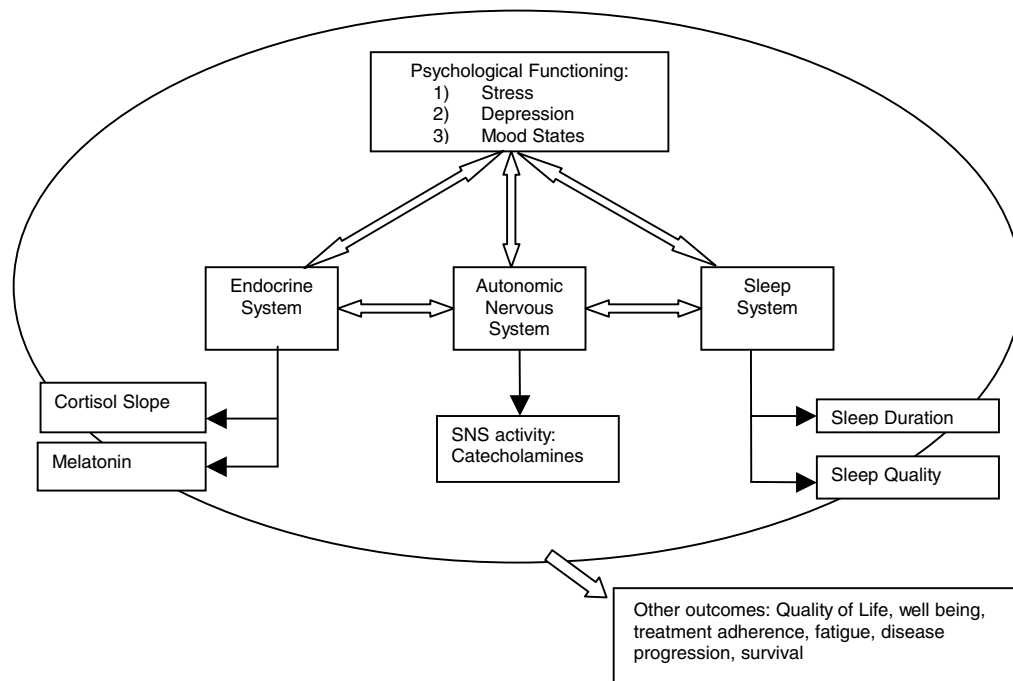 Psychological Functioning:
1) Stress
2) Depression
3) Mood States
Endocrine
System
Autonomic
Nervous
System
Sleep
System
Cortisol Slope
Melatonin
SNS activity:
Catecholamines
Sleep Duration
Sleep Quality
Other outcomes: Quality of Life, well being,
treatment adherence, fatigue, disease
progression, survival